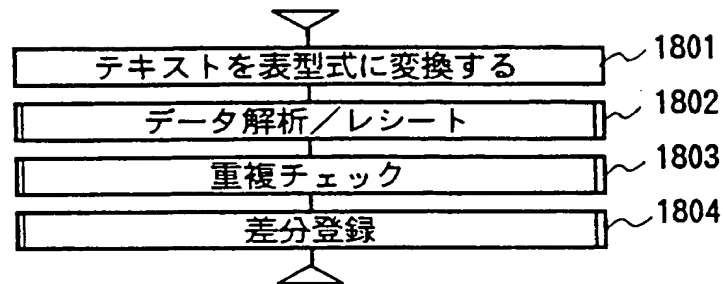 テキストを表型式に変換する 1801
データ解析／レシート 1802
重複チェック 1803
差分登録 1804